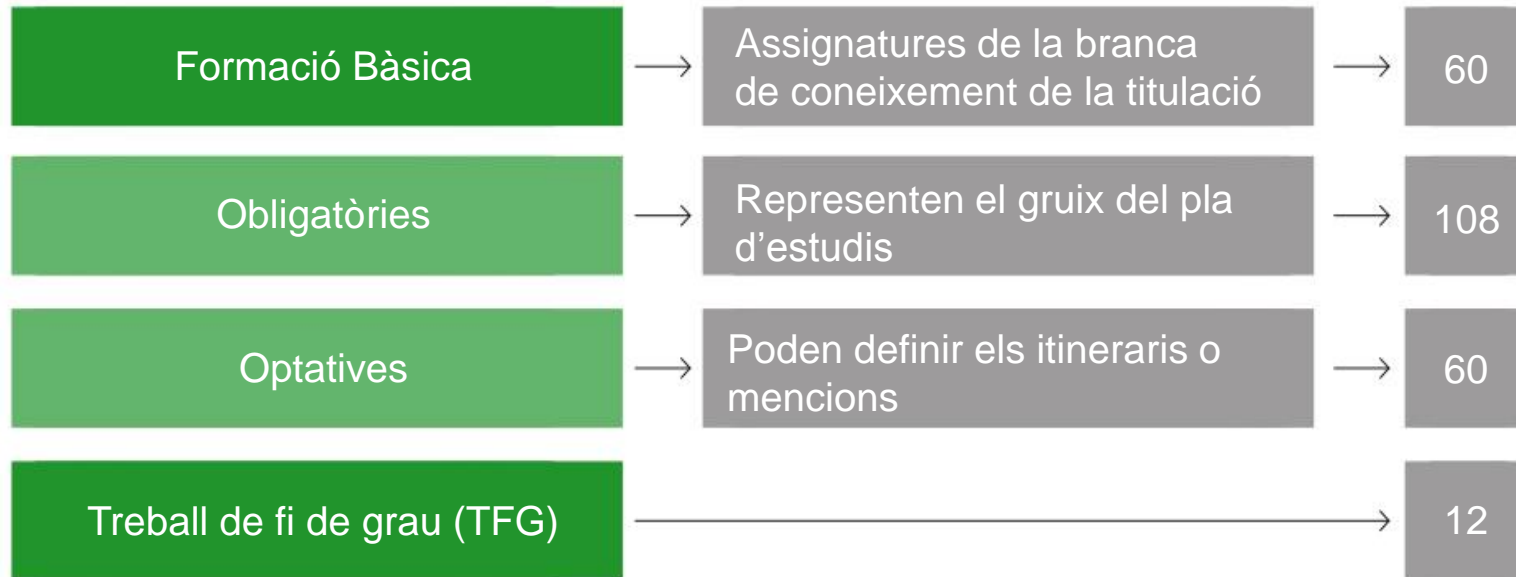 Formació Bàsica
Assignatures de la branca
de coneixement de la titulació
60
Obligatòries
Representen el gruix del pla
d’estudis
108
Optatives
Poden definir els itineraris o
mencions
60
Treball de fi de grau (TFG)
12